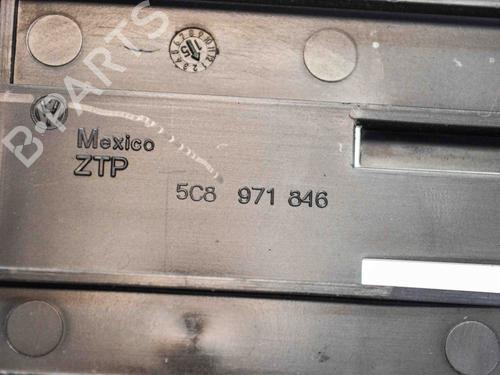 B-PARTS
Mexico
ZTP
5C8 971 846